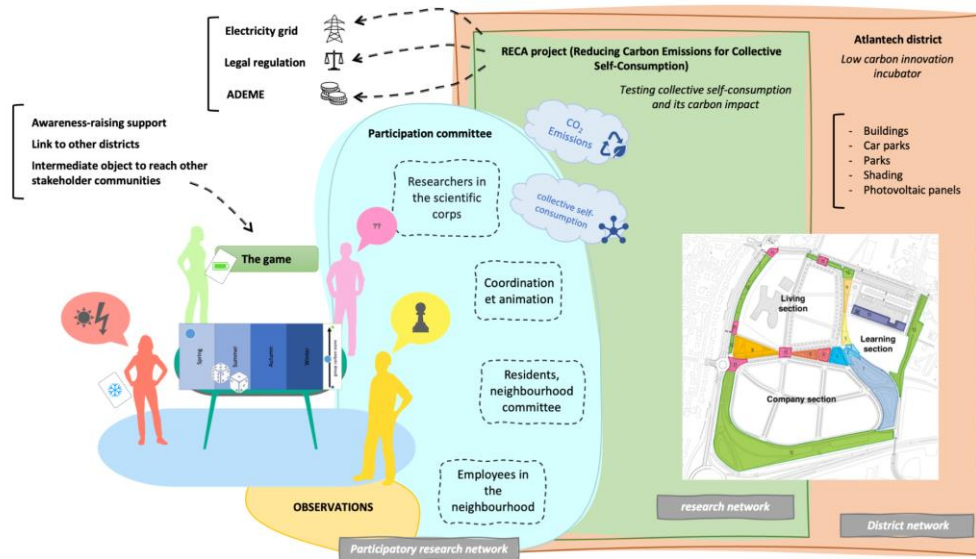 Electricity grid
Legal regulation
ADEME
RECA project (Reducing Carbon Emissions for Collective
Self-Consumption)
Testing collective self-consumption
and its carbon impact
Atlantech district
Low carbon innovation
incubator
- Buildings
- Car parks
- Parks
- Shading
- Photovoltaic panels
Awareness-raising support
Link to other districts
Intermediate object to reach other
stakeholder communities
Participation committee
CO2
Emissions
collective self-
consumption
Researchers in
the scientific
corps
Coordination
et animation
Residents,
neighbourhood
committee
Employees in
the
neighbourhood
??
The game
Spring
Summer
Autumn
Winter
OBSERVATIONS
Living
section
Learning
section
Company section
Participatory research network
research network
District network